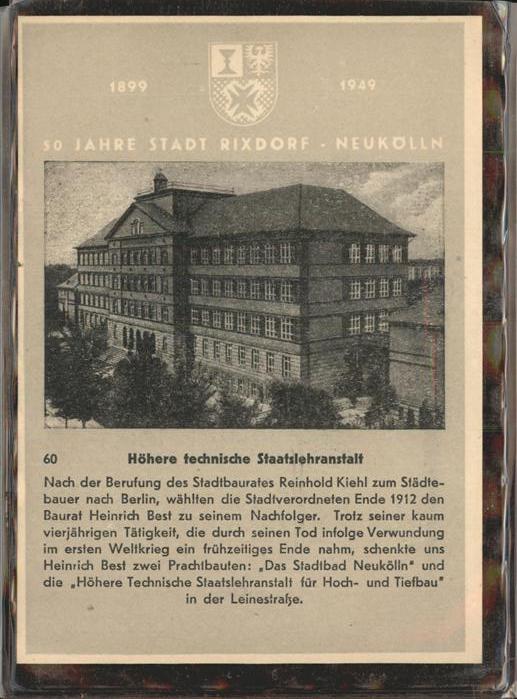 1899 1949
50 JAHRE STADT RIXDORF - NEUKÖLLN
60 Höhere technische Staatslehranstalt
Nach der Berufung des Stadtbaurates Reinhold Kiehl zum Städte-
bauer nach Berlin, wählten die Stadtverordneten Ende 1912 den
Baurat Heinrich Best zu seinem Nachfolger. Trotz seiner kaum
vierjährigen Tätigkeit, die durch seinen Tod infolge Verwundung
im ersten Weltkrieg ein frühzeitiges Ende nahm, schenkte uns
Heinrich Best zwei Prachtbauten: „Das Stadtbad Neukölln" und
die „Höhere Technische Staatslehranstalt für Hoch- und Tiefbau"
in der Leinestraße.